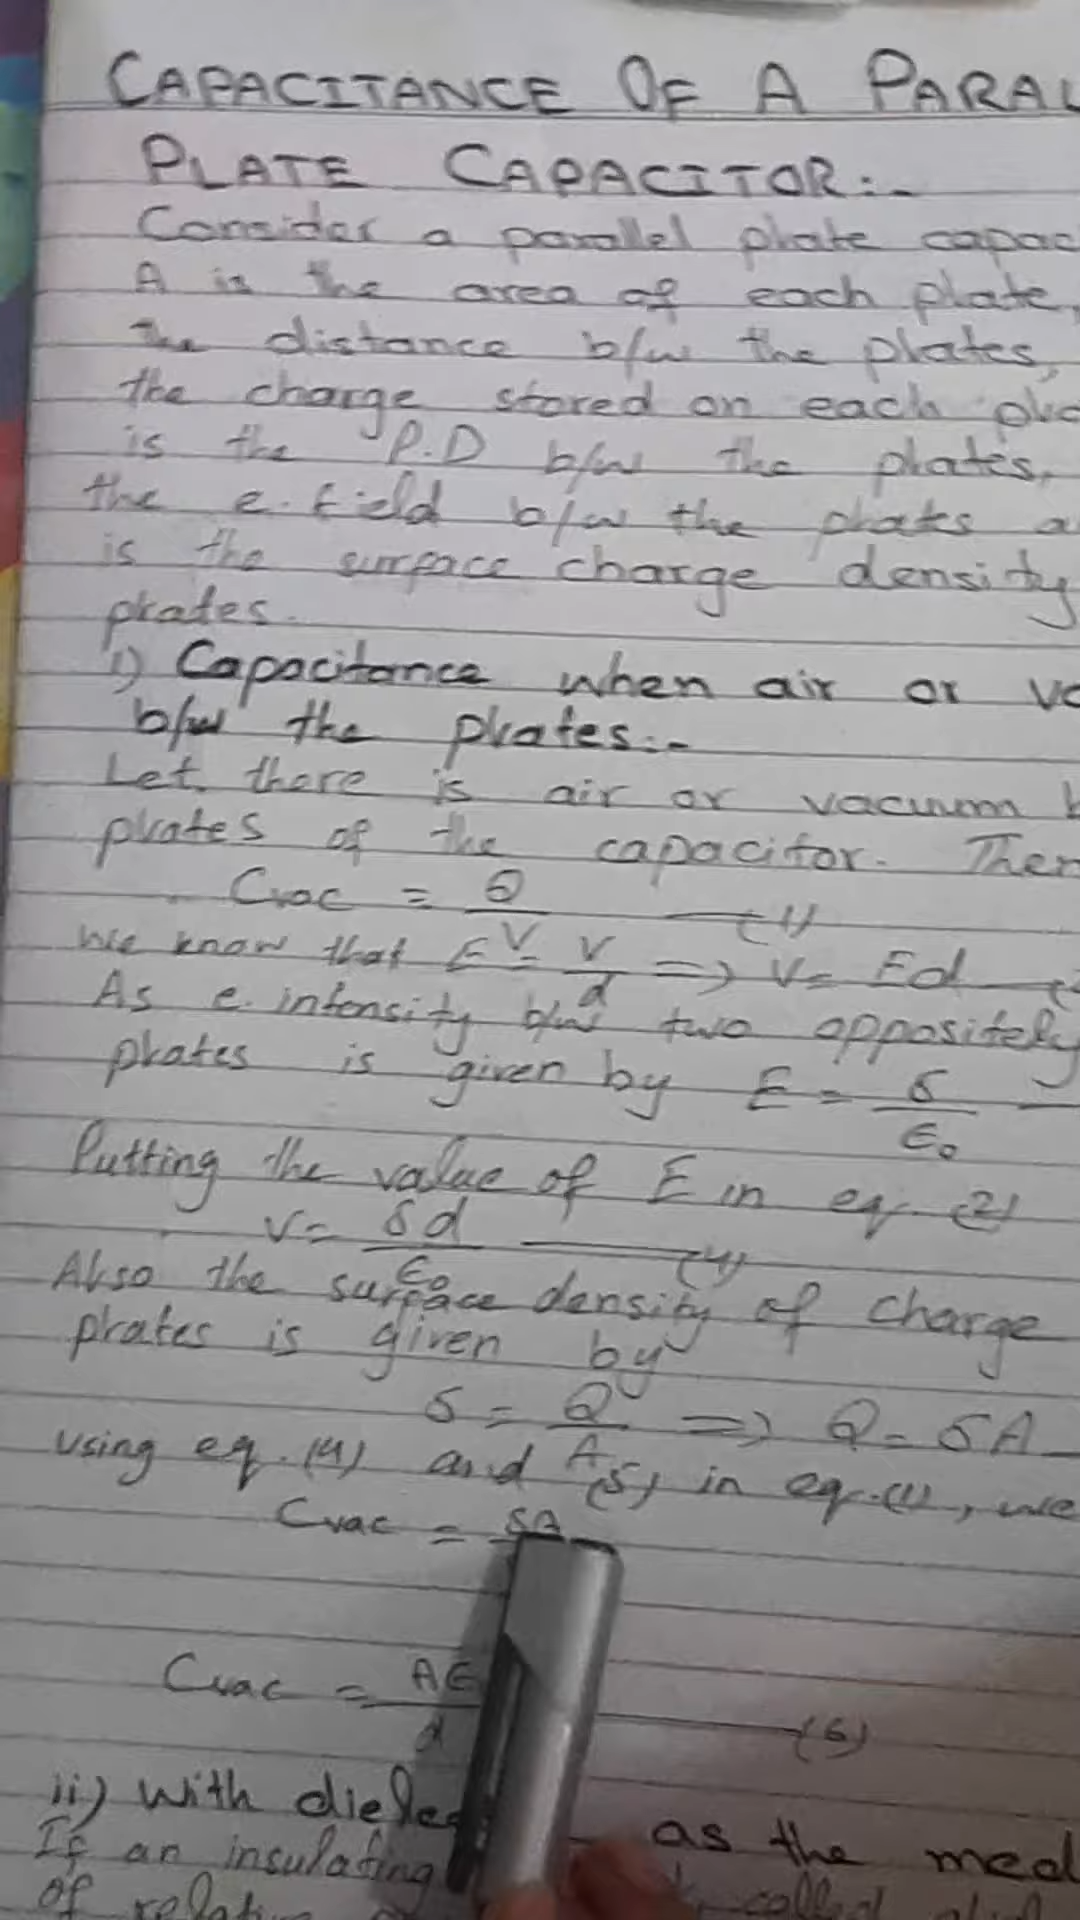 CAPACITANCE OF A PARAL
PLATE CAPACITOR:-
Consider a parallel plate capac
A is the area of each plate,
The distance b/w the plates,
the charge stored on each pla
is the P.D b/w the plates,
the e. field b/w the plates a
is the surface charge density
plates.
i) Capacitance when air or va
b/w the plates:-
Let there is air or vacuum b
plates of the capacitor. Then
Cvac = Q/V —(1)
we know that E = V/d => V = Ed
As e. intensity b/w two oppositely
plates is given by E = σ/ε₀
Putting the value of E in eq. (2)
V = σd/ε₀ —(4)
Also the surface density of charge
plates is given by
σ = Q/A => Q = σA
using eq. (4) and (5) in eq. (1), we
Cvac = σA
Cvac = Aε/d —(6)
ii) With dielec as the med
If an insulating called
of